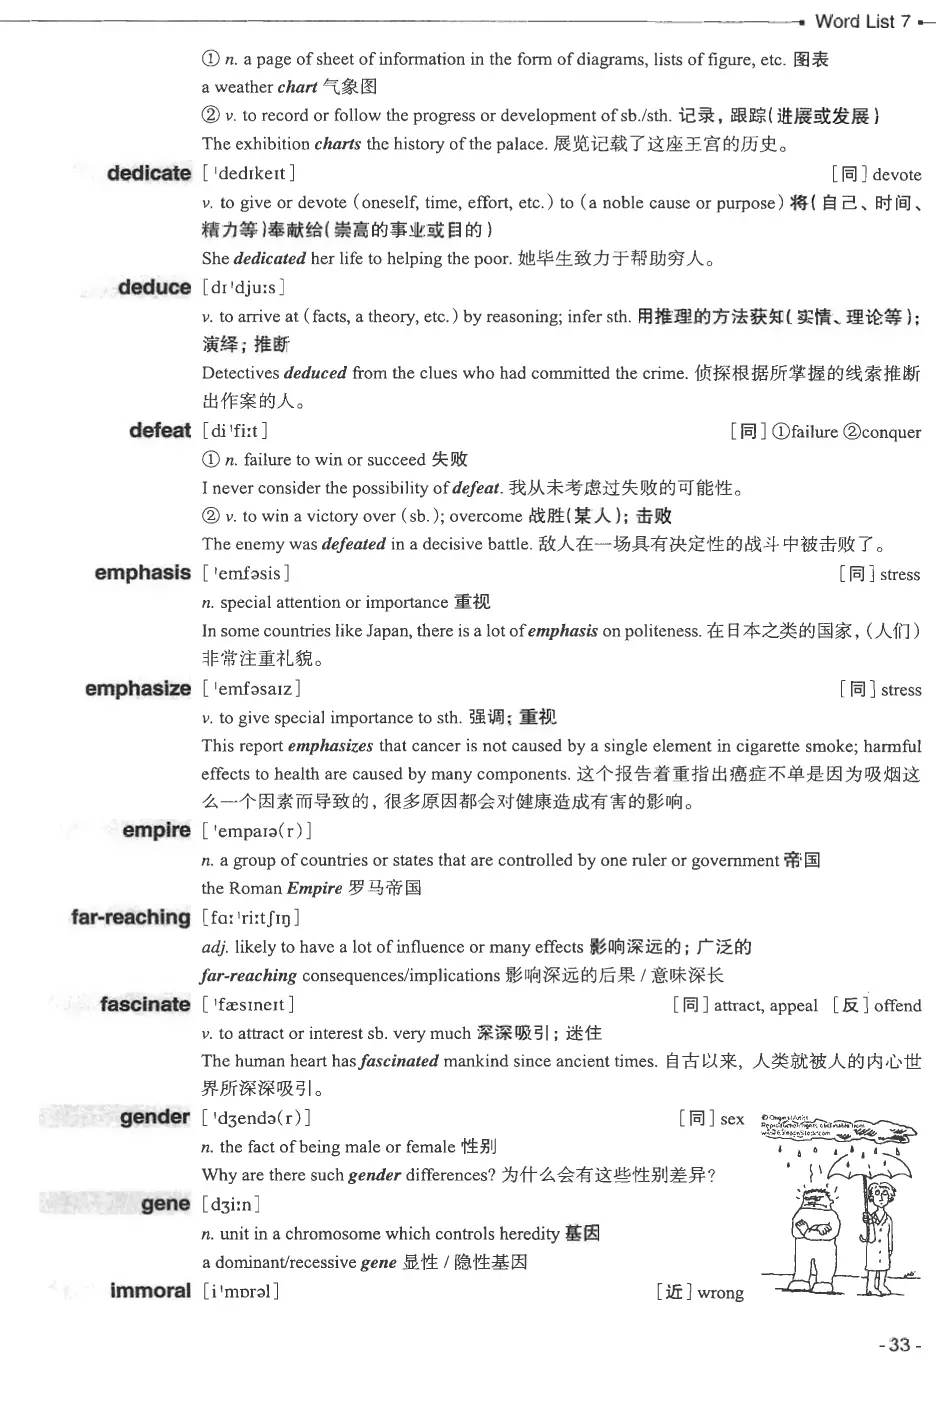 Word List 7
① n. a page of sheet of information in the form of diagrams, lists of figure, etc. 图表
a weather chart 气象图
② v. to record or follow the progress or development of sb./sth. 记录，跟踪(进展或发展)
The exhibition charts the history of the palace. 展览记载了这座王宫的历史。
dedicate [ˈdedɪkeɪt] [同] devote
v. to give or devote (oneself, time, effort, etc.) to (a noble cause or purpose) 将(自己、时间、
精力等)奉献给(崇高的事业或目的)
She dedicated her life to helping the poor. 她毕生致力于帮助穷人。
deduce [dɪˈdjuːs]
v. to arrive at (facts, a theory, etc.) by reasoning; infer sth. 用推理的方法获知(实情、理论等);
演绎；推断
Detectives deduced from the clues who had committed the crime. 侦探根据所掌握的线索推断
出作案的人。
defeat [diˈfiːt] [同] ①failure ②conquer
① n. failure to win or succeed 失败
I never consider the possibility of defeat. 我从未考虑过失败的可能性。
② v. to win a victory over (sb.); overcome 战胜(某人); 击败
The enemy was defeated in a decisive battle. 敌人在一场具有决定性的战斗中被击败了。
emphasis [ˈemfəsis] [同] stress
n. special attention or importance 重视
In some countries like Japan, there is a lot of emphasis on politeness. 在日本之类的国家，(人们)
非常注重礼貌。
emphasize [ˈemfəsaɪz] [同] stress
v. to give special importance to sth. 强调；重视
This report emphasizes that cancer is not caused by a single element in cigarette smoke; harmful
effects to health are caused by many components. 这个报告着重指出癌症不单是因为吸烟这
么一个因素而导致的，很多原因都会对健康造成有害的影响。
empire [ˈempaɪə(r)]
n. a group of countries or states that are controlled by one ruler or government 帝国
the Roman Empire 罗马帝国
far-reaching [fɑːˈriːtʃɪŋ]
adj. likely to have a lot of influence or many effects 影响深远的；广泛的
far-reaching consequences/implications 影响深远的后果 / 意味深长
fascinate [ˈfæsɪneɪt] [同] attract, appeal [反] offend
v. to attract or interest sb. very much 深深吸引；迷住
The human heart has fascinated mankind since ancient times. 自古以来，人类就被人的内心世
界所深深吸引。
gender [ˈdʒendə(r)] [同] sex
n. the fact of being male or female 性别
Why are there such gender differences? 为什么会有这些性别差异?
gene [dʒiːn]
n. unit in a chromosome which controls heredity 基因
a dominant/recessive gene 显性 / 隐性基因
immoral [iˈmɒrəl] [近] wrong
- 33 -